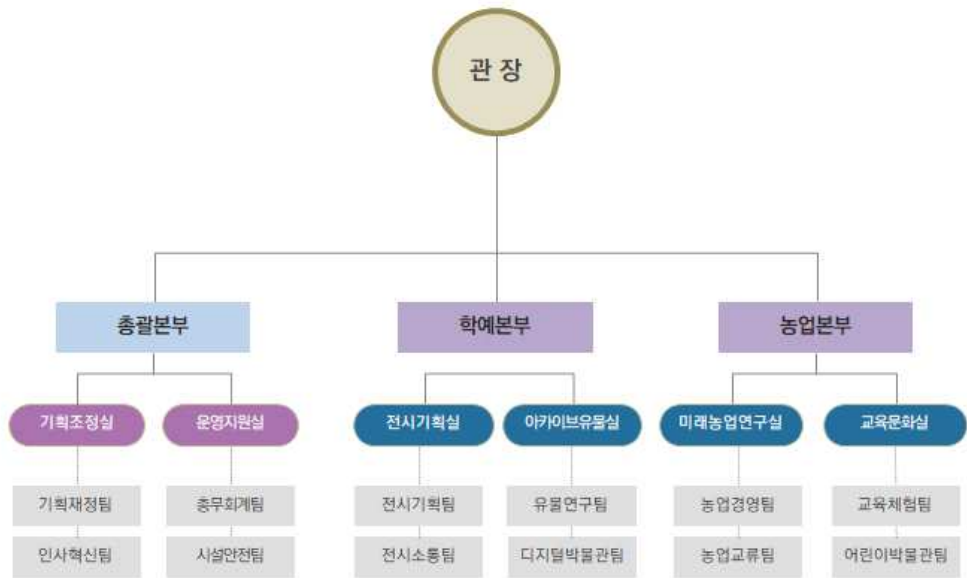 관 장
총괄본부
학예본부
농업본부
기획조정실
운영지원실
전시기획실
아카이브유물실
미래농업연구실
교육문화실
기획재정팀
총무회계팀
전시기획팀
유물연구팀
농업경영팀
교육체험팀
인사혁신팀
시설안전팀
전시소통팀
디지털박물관팀
농업교류팀
어린이박물관팀